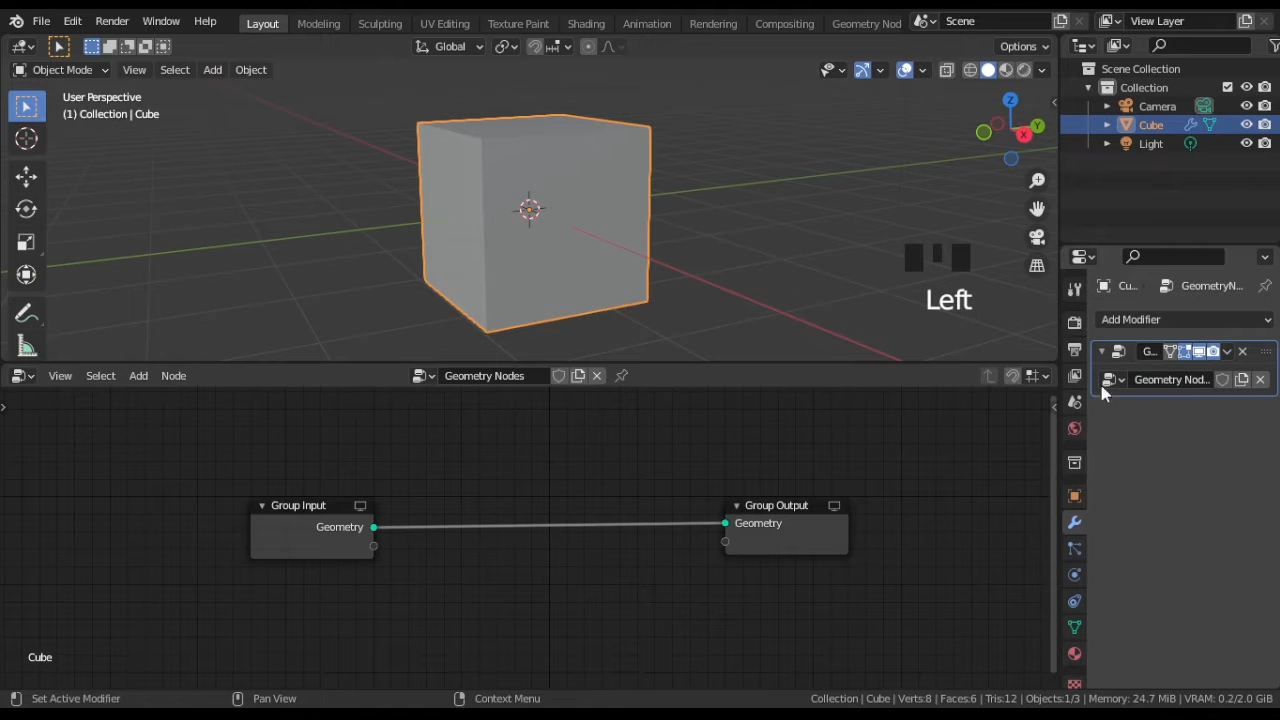 File Edit Render Window Help Layout Modeling Sculpting UV Editing Texture Paint Shading Animation Rendering Compositing Geometry Nod Scene View Layer
Global Options
Object Mode View Select Add Object
User Perspective
(1) Collection | Cube
Z
Y
X
Left
Scene Collection
Collection
Camera
Cube
Light
Cu... GeometryN...
Add Modifier
G...
Geometry Nod...
View Select Add Node Geometry Nodes
Group Input
Geometry
Group Output
Geometry
Cube
Set Active Modifier Pan View Context Menu Collection | Cube | Verts:8 | Faces:6 | Tris:12 | Objects:1/3 | Memory: 24.7 MiB | VRAM: 0.2/2.0 GiB